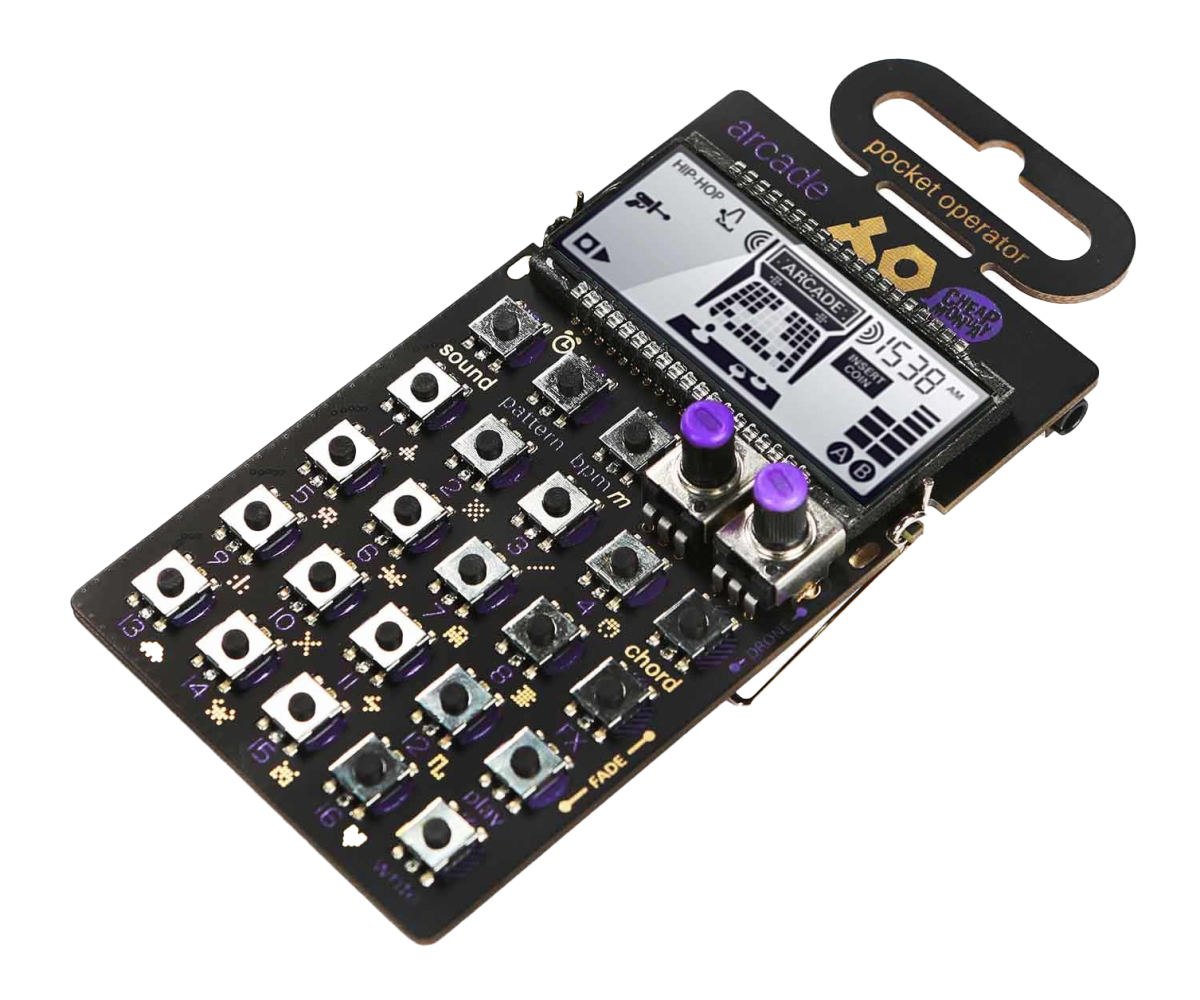 pocket operator
arcade
PO
CHEAP
MONDAY
HIP-HOP
ARCADE
1538 AM
INSERT
COIN
A B
sound
pattern
bpm m
1
2
3
4
chord
5
6
7
8
FX
9
10
11
12
play
13
14
15
16
write
DRONE
FADE